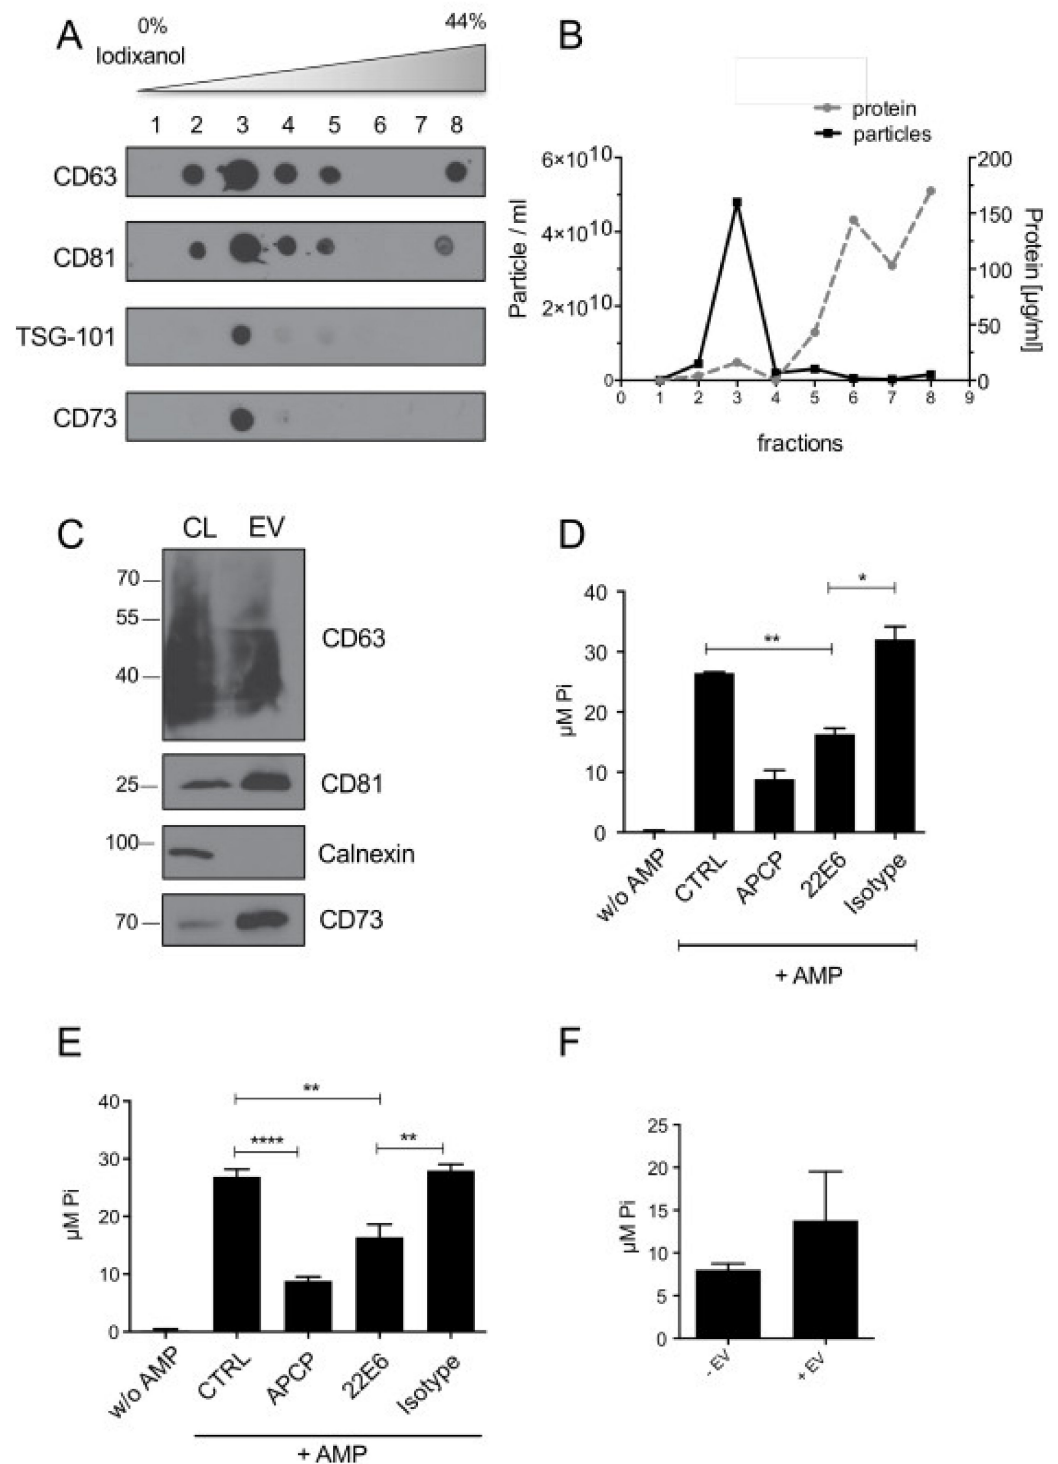 A
0%
44%
Iodixanol
1 2 3 4 5 6 7 8
CD63
CD81
TSG-101
CD73
B
protein
particles
6×10¹⁰
4×10¹⁰
2×10¹⁰
0
Particle / ml
200
150
100
50
0
Protein [µg/ml]
0 1 2 3 4 5 6 7 8 9
fractions
C
CL EV
70
55
40
CD63
25
CD81
100
Calnexin
70
CD73
D
40
30
20
10
0
µM Pi
**
*
w/o AMP
CTRL
APCP
22E6
Isotype
+ AMP
E
40
30
20
10
0
µM Pi
**
****
**
w/o AMP
CTRL
APCP
22E6
Isotype
+ AMP
F
25
20
15
10
5
0
µM Pi
- EV
+ EV